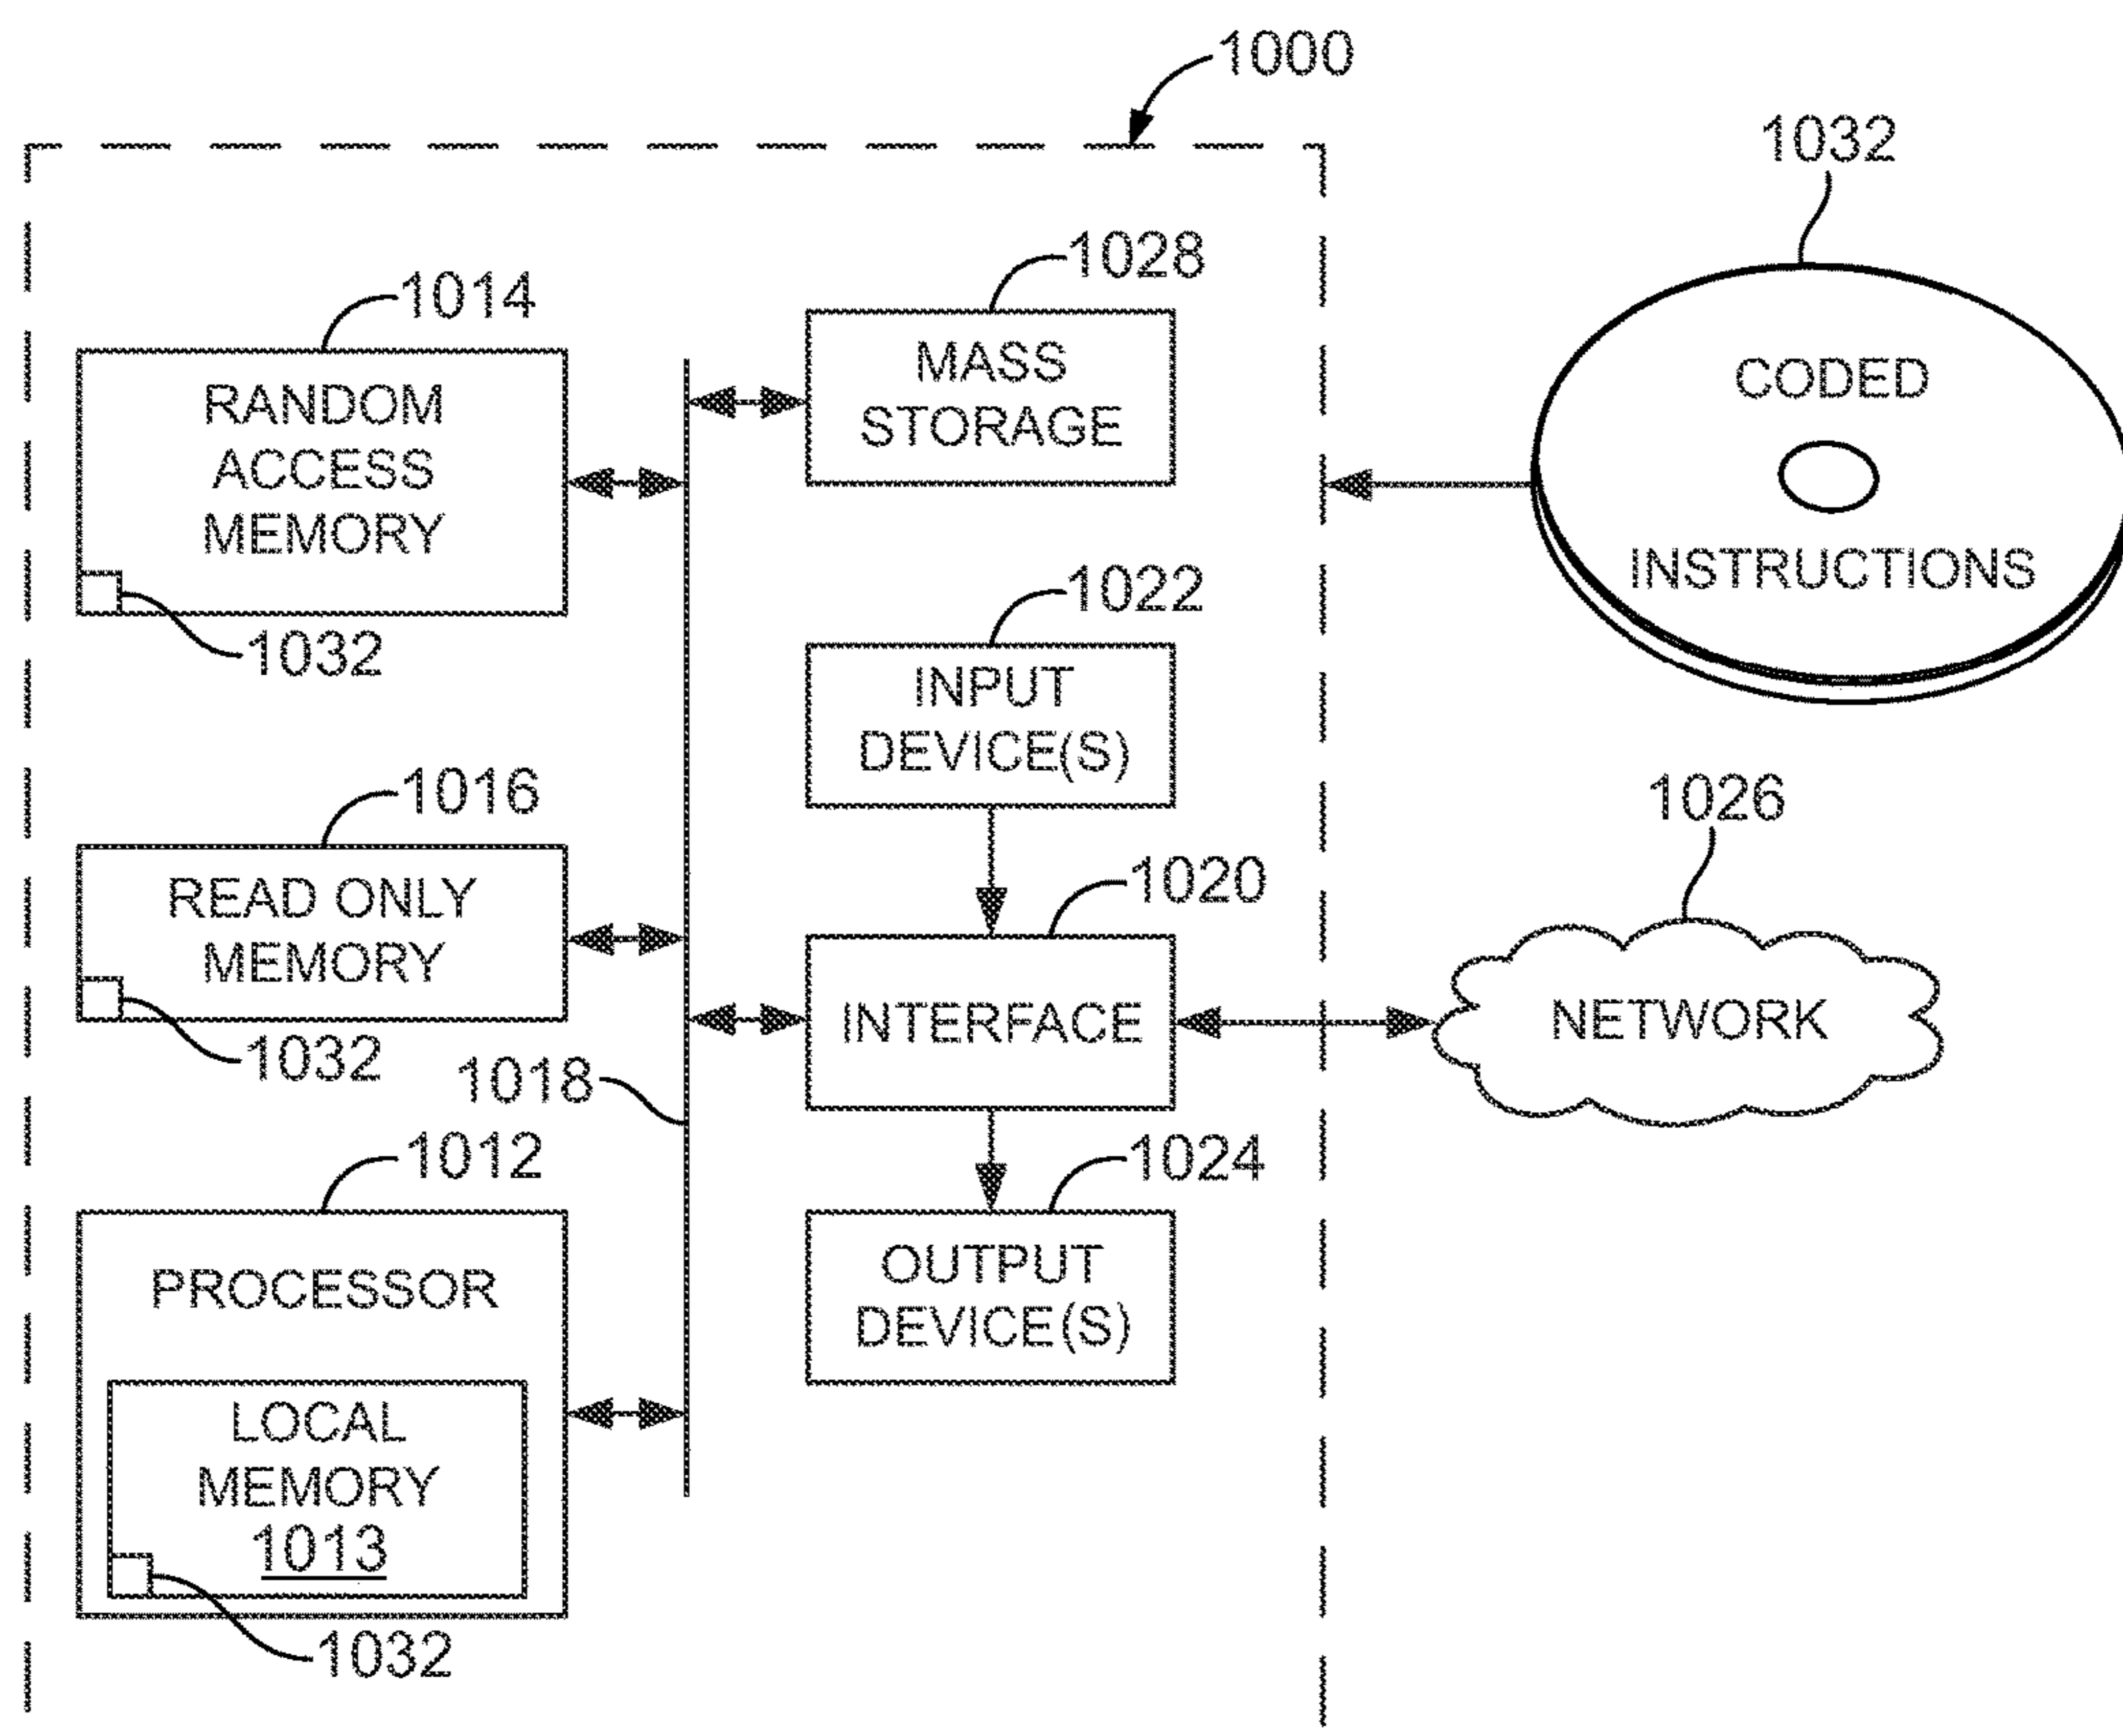 1000
1032
1028
1014
MASS
STORAGE
RANDOM
ACCESS
MEMORY
1032
CODED
INSTRUCTIONS
1022
INPUT
DEVICE(S)
1016
READ ONLY
MEMORY
1032
1020
INTERFACE
1026
NETWORK
1018
1012
PROCESSOR
LOCAL
MEMORY
1013
1032
1024
OUTPUT
DEVICE(S)